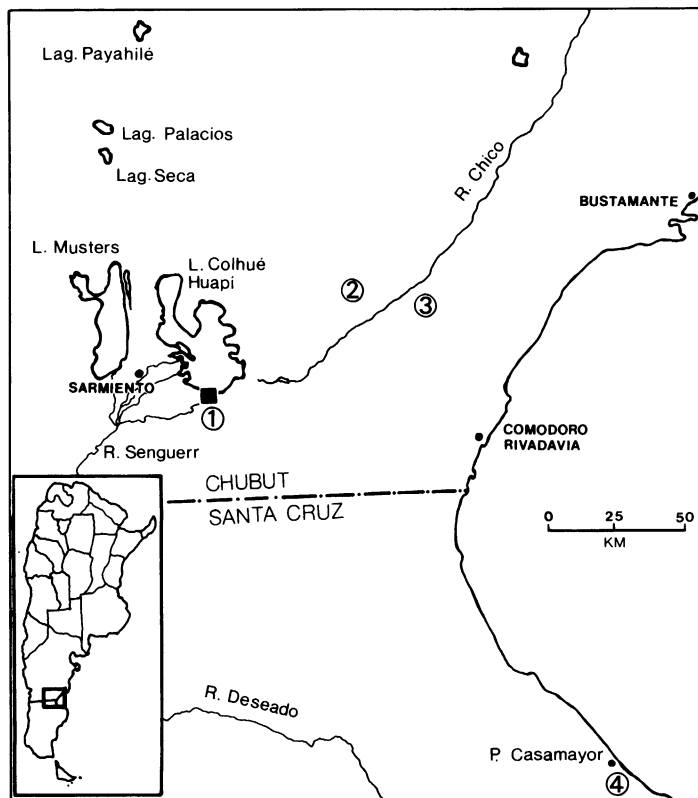 Lag. Payahilé
Lag. Palacios
Lag. Seca
R. Chico
BUSTAMANTE
L. Musters
L. Colhué
Huapi
②
③
SARMIENTO
①
R. Senguerr
COMODORO
RIVADAVIA
CHUBUT
SANTA CRUZ
0 25 50
KM
R. Deseado
P. Casamayor
④